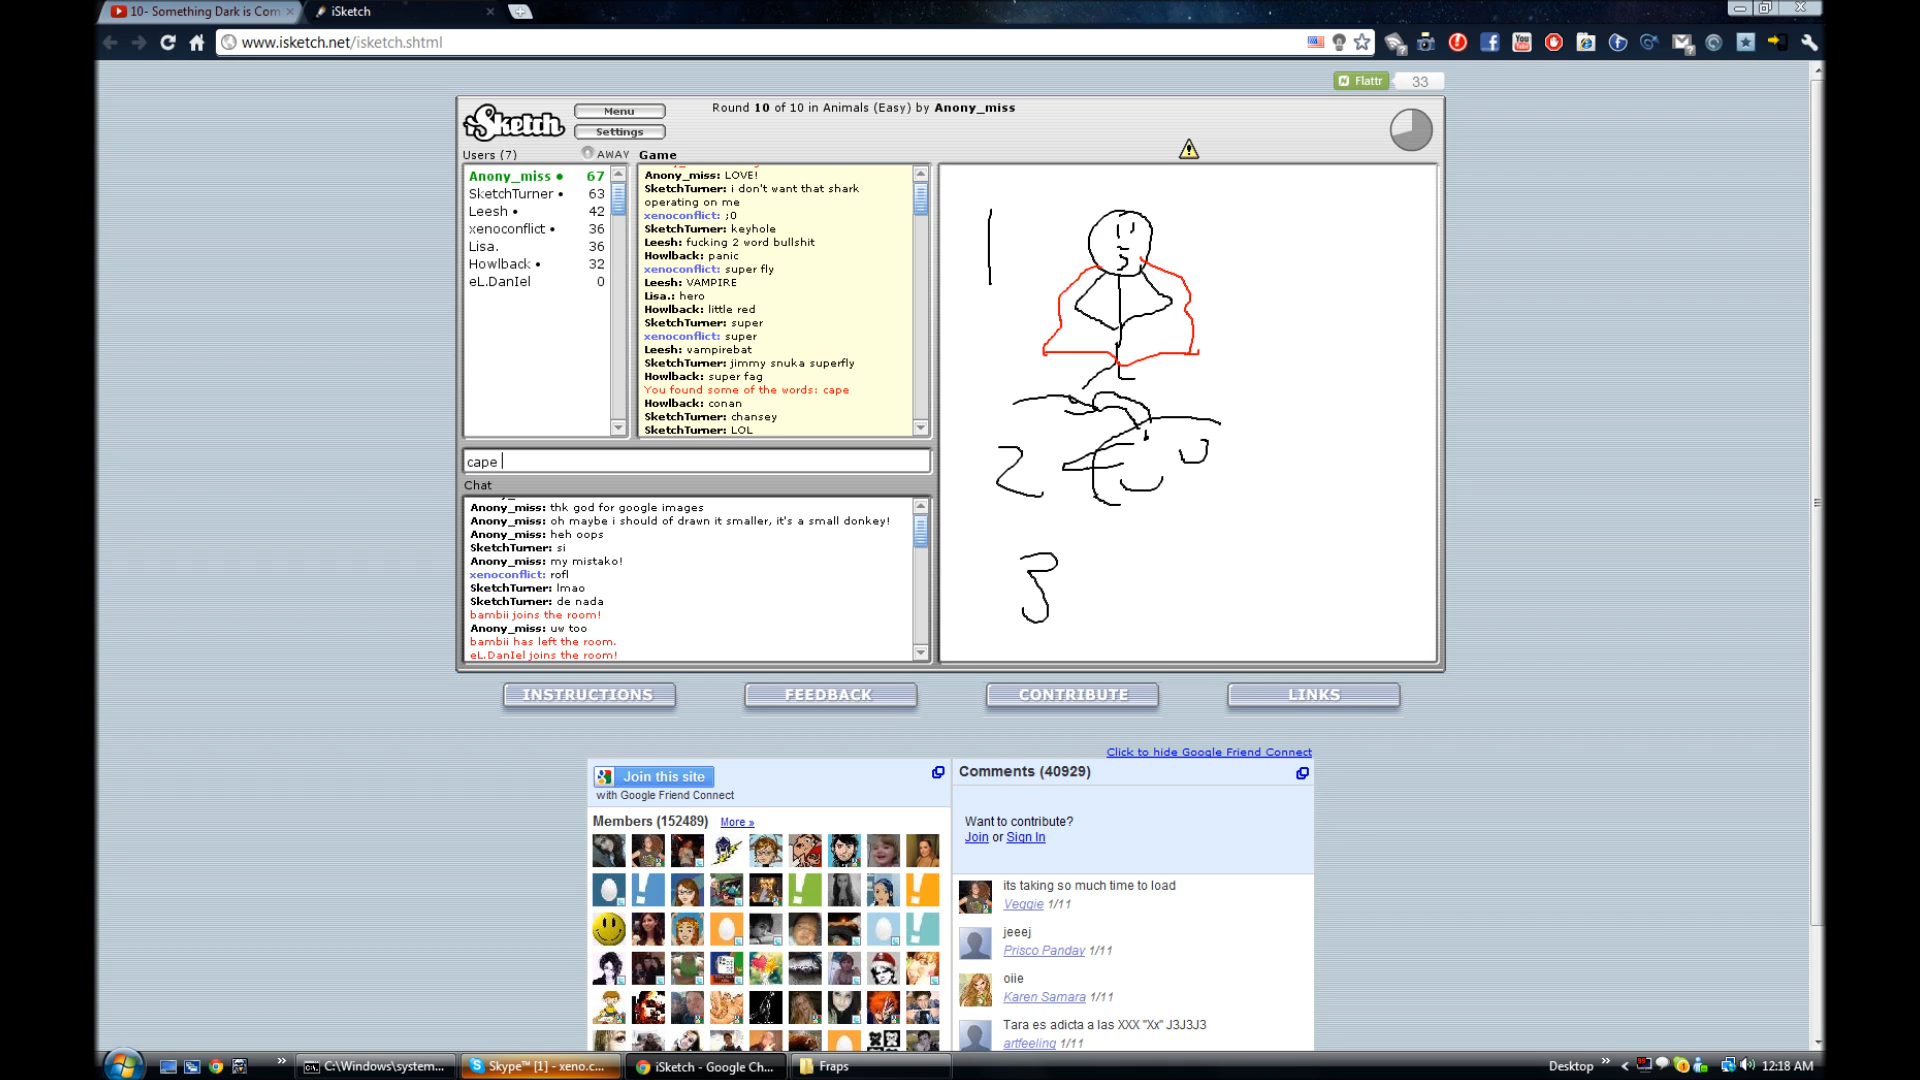 10- Something Dark is Com
iSketch
www.isketch.net/isketch.shtml
Flattr
33
iSketch
Menu
Settings
Round 10 of 10 in Animals (Easy) by Anony_miss
Users (7)
AWAY
Game
Anony_miss • 67
SketchTurner • 63
Leesh • 42
xenoconflict • 36
Lisa. 36
Howlback • 32
eL.DanIel 0
Anony_miss: LOVE!
SketchTurner: i don't want that shark
operating on me
xenoconflict: ;0
SketchTurner: keyhole
Leesh: fucking 2 word bullshit
Howlback: panic
xenoconflict: super fly
Leesh: VAMPIRE
Lisa.: hero
Howlback: little red
SketchTurner: super
xenoconflict: super
Leesh: vampirebat
SketchTurner: jimmy snuka superfly
Howlback: super fag
You found some of the words: cape
Howlback: conan
SketchTurner: chansey
SketchTurner: LOL
cape
Chat
Anony_miss: thk god for google images
Anony_miss: oh maybe i should of drawn it smaller, it's a small donkey!
Anony_miss: heh oops
SketchTurner: si
Anony_miss: my mistako!
xenoconflict: rofl
SketchTurner: lmao
SketchTurner: de nada
bambii joins the room!
Anony_miss: uw too
bambii has left the room.
eL.DanIel joins the room!
1
2
3
INSTRUCTIONS
FEEDBACK
CONTRIBUTE
LINKS
Click to hide Google Friend Connect
Join this site
with Google Friend Connect
Members (152489) More »
Comments (40929)
Want to contribute?
Join or Sign In
its taking so much time to load
Veggie 1/11
jeeej
Prisco Panday 1/11
oiie
Karen Samara 1/11
Tara es adicta a las XXX "Xx" J3J3J3
artfeeling 1/11
C:\Windows\system...
Skype™ [1] - xeno.c...
iSketch - Google Ch...
Fraps
Desktop
12:18 AM